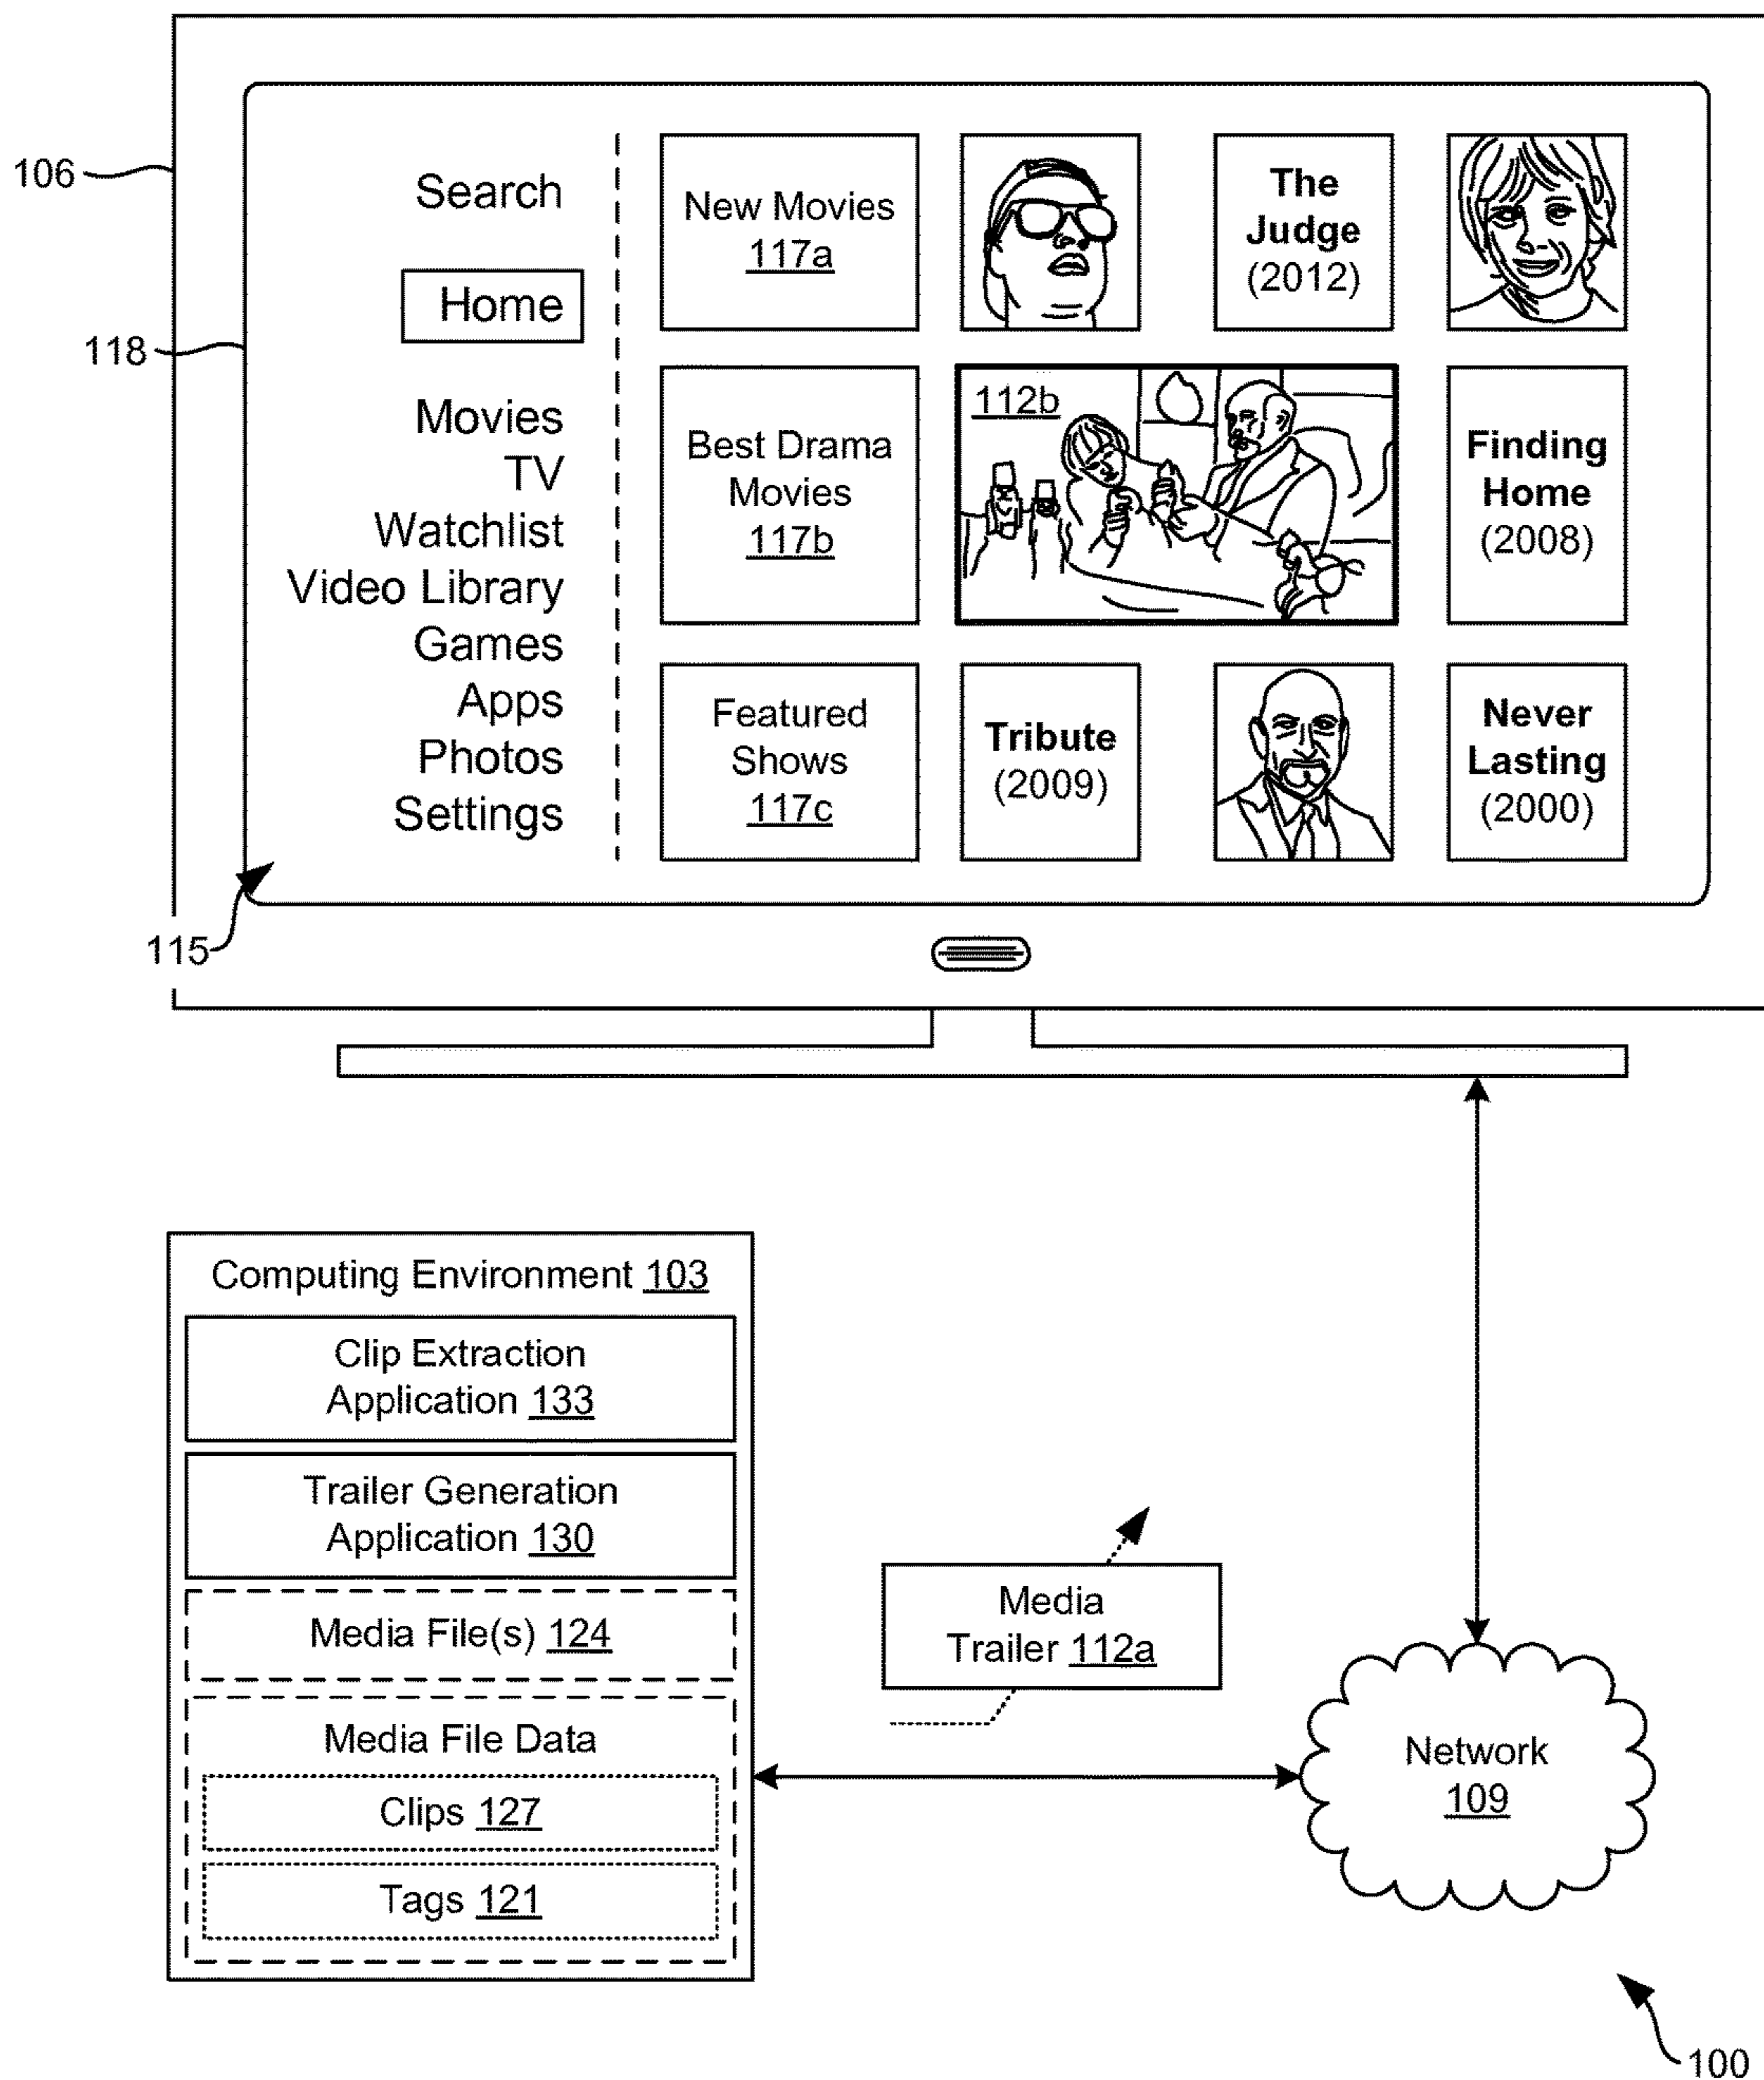 106
118
115
Search
Home
Movies
TV
Watchlist
Video Library
Games
Apps
Photos
Settings
New Movies
117a
The
Judge
(2012)
Best Drama
Movies
117b
112b
Finding
Home
(2008)
Featured
Shows
117c
Tribute
(2009)
Never
Lasting
(2000)
Computing Environment 103
Clip Extraction
Application 133
Trailer Generation
Application 130
Media File(s) 124
Media File Data
Clips 127
Tags 121
Media
Trailer 112a
Network
109
100